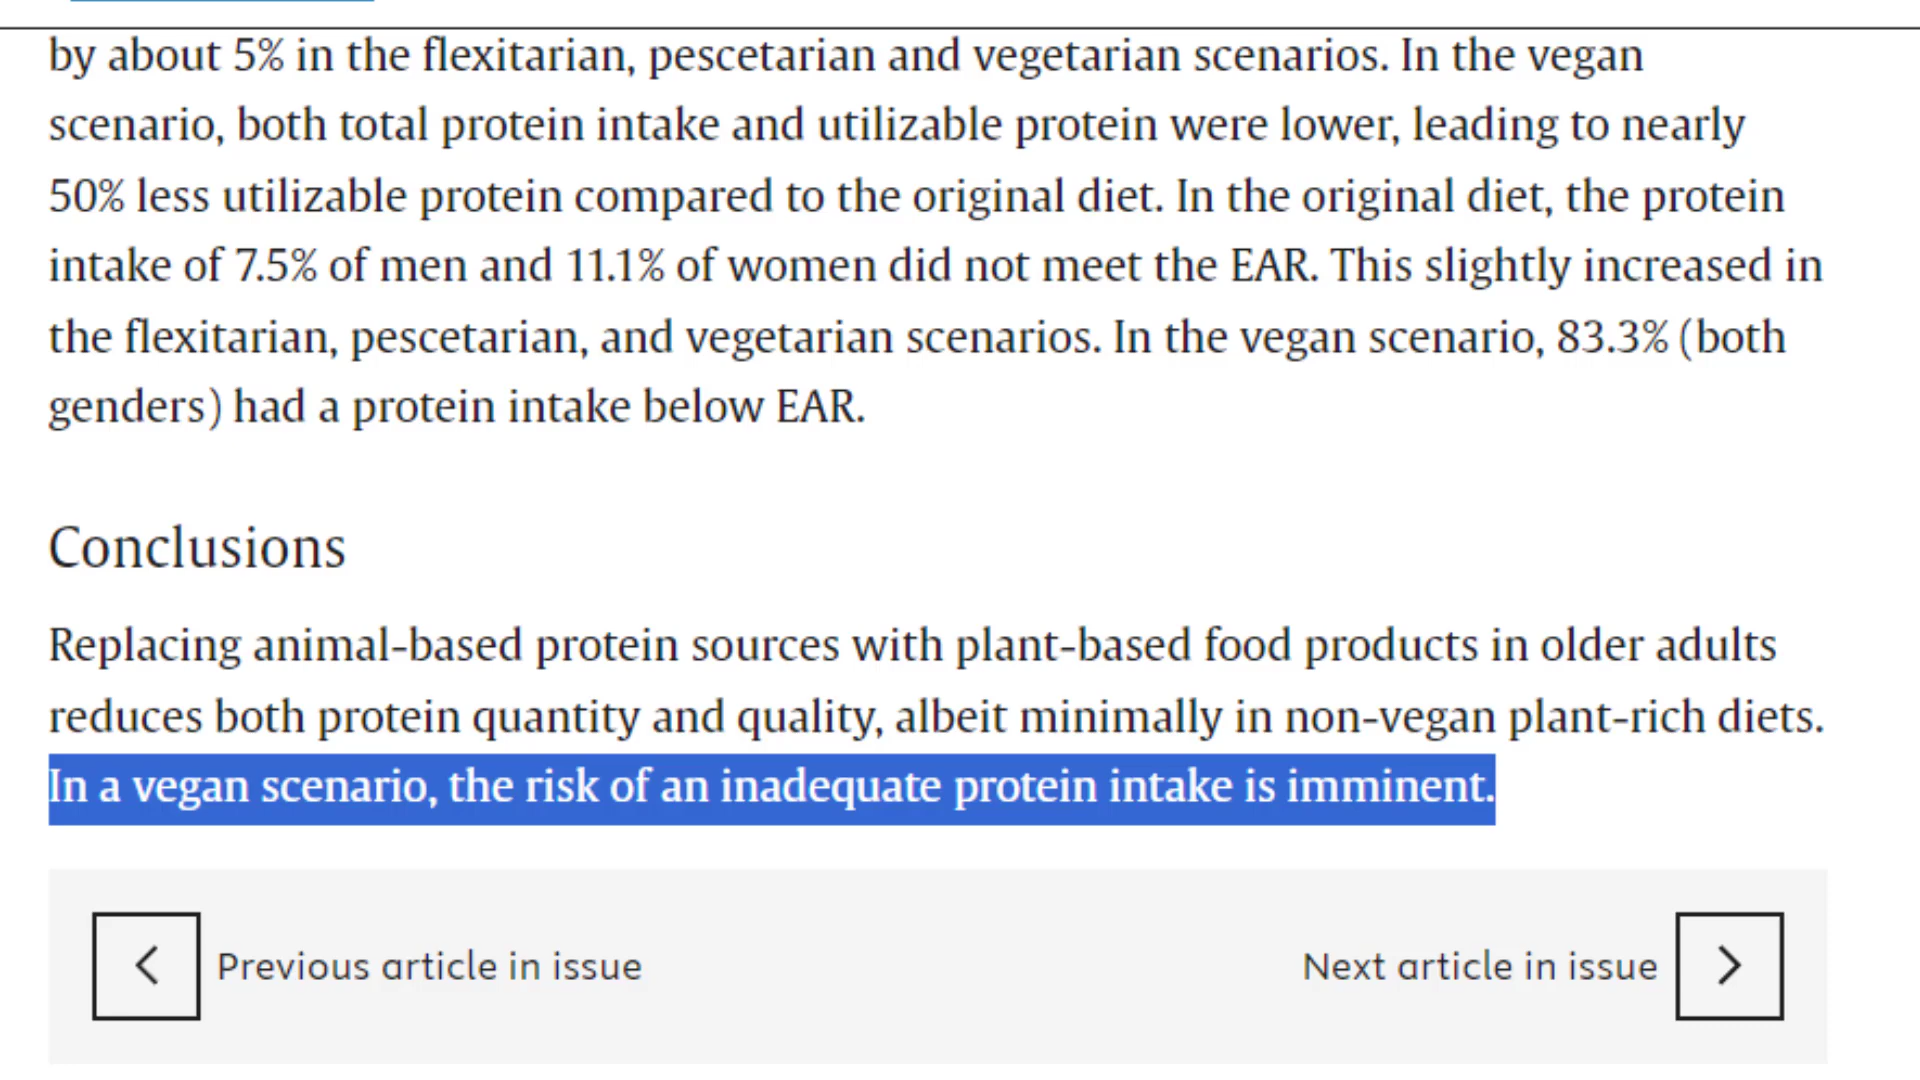 by about 5% in the flexitarian, pescetarian and vegetarian scenarios. In the vegan
scenario, both total protein intake and utilizable protein were lower, leading to nearly
50% less utilizable protein compared to the original diet. In the original diet, the protein
intake of 7.5% of men and 11.1% of women did not meet the EAR. This slightly increased in
the flexitarian, pescetarian, and vegetarian scenarios. In the vegan scenario, 83.3% (both
genders) had a protein intake below EAR.
Conclusions
Replacing animal-based protein sources with plant-based food products in older adults
reduces both protein quantity and quality, albeit minimally in non-vegan plant-rich diets.
In a vegan scenario, the risk of an inadequate protein intake is imminent.
Previous article in issue
Next article in issue